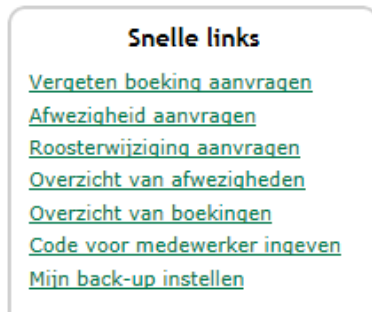 Snelle links
Vergeten boeking aanvragen
Afwezigheid aanvragen
Roosterwijziging aanvragen
Overzicht van afwezigheden
Overzicht van boekingen
Code voor medewerker ingeven
Mijn back-up instellen